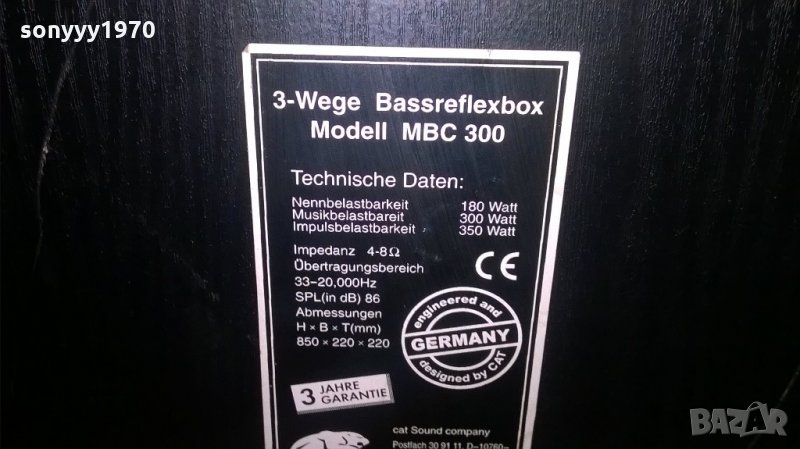 sonyyy1970
3-Wege Bassreflexbox
Modell MBC 300
Technische Daten:
Nennbelastbarkeit 180 Watt
Musikbelastbareit 300 Watt
Impulsbelastbarkeit 350 Watt
Impedanz 4-8Ω
Übertragungsbereich
33-20,000Hz
SPL(in dB) 86
Abmessungen
H × B × T(mm)
850 × 220 × 220
CE
engineered and
GERMANY
designed by CAT
3 JAHRE
GARANTIE
cat Sound company
Postfach 30 91 11, D-10760-
BAZAR